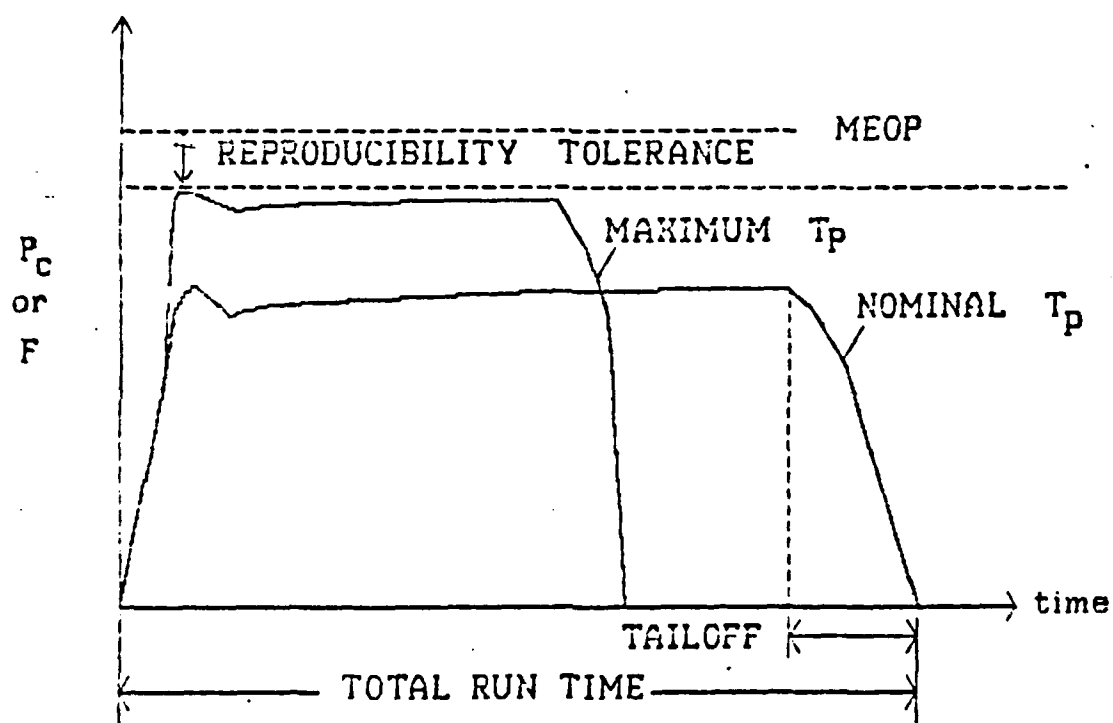 MEOP
REPRODUCIBILITY TOLERANCE
MAXIMUM Tp
Pc
or
F
NOMINAL Tp
time
TAILOFF
TOTAL RUN TIME